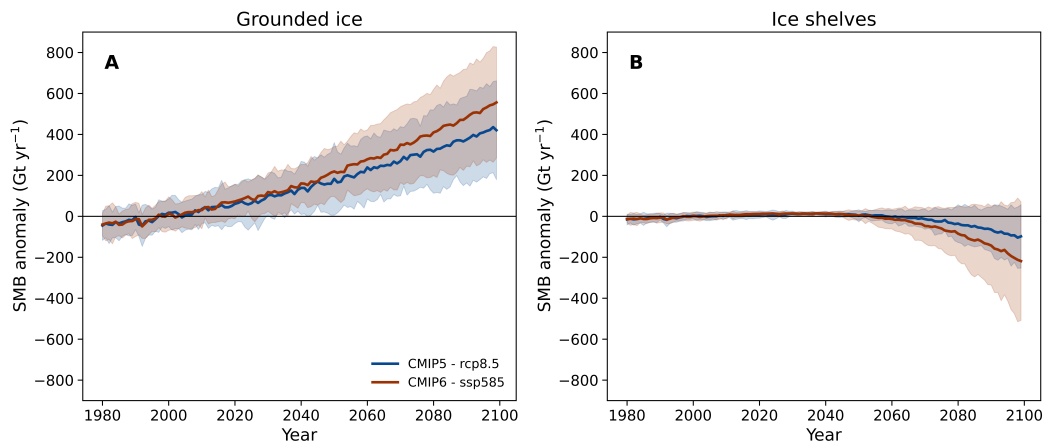 Grounded ice
A
SMB anomaly (Gt yr⁻¹)
800
600
400
200
0
−200
−400
−600
−800
CMIP5 - rcp8.5
CMIP6 - ssp585
1980 2000 2020 2040 2060 2080 2100
Year
Ice shelves
B
SMB anomaly (Gt yr⁻¹)
800
600
400
200
0
−200
−400
−600
−800
1980 2000 2020 2040 2060 2080 2100
Year